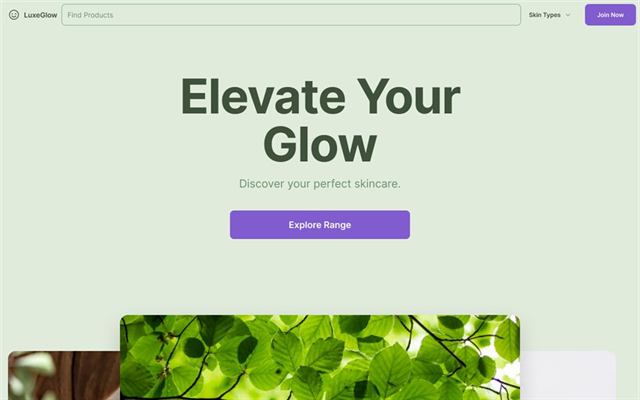 LuxeGlow
Find Products
Skin Types
Join Now
Elevate Your
Glow
Discover your perfect skincare.
Explore Range